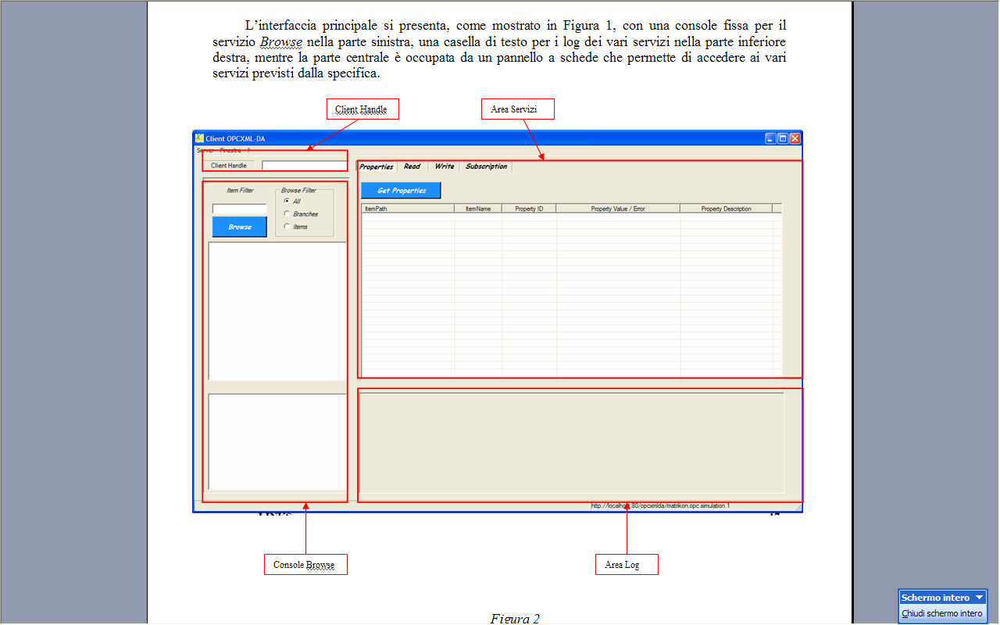 L'interfaccia principale si presenta, come mostrato in Figura 1, con una console fissa per il
servizio Browse nella parte sinistra, una casella di testo per i log dei vari servizi nella parte inferiore
destra, mentre la parte centrale è occupata da un pannello a schede che permette di accedere ai vari
servizi previsti dalla specifica.
Client Handle
Area Servizi
Client OPCXML-DA
Server Finestra ?
Client Handle
Properties Read Write Subscription
Item Filter
Browse Filter
All
Branches
Items
Browse
Get Properties
ItemPath ItemName Property ID Property Value / Error Property Description
http://localhost:80/opcxmlda/matrikon.opc.simulation.1
Console Browse
Area Log
Figura 2
Schermo intero
Chiudi schermo intero